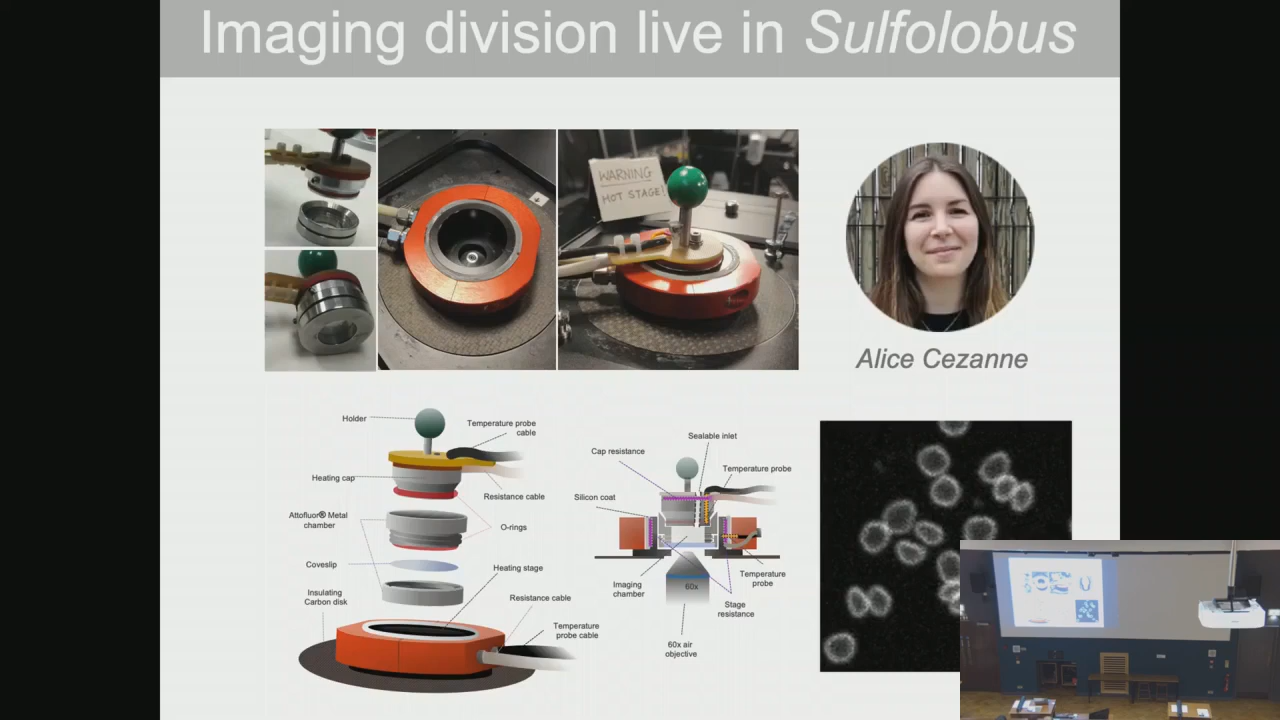 Imaging division live in Sulfolobus
WARNING
HOT STAGE!
Alice Cezanne
Holder
Temperature probe
cable
Heating cap
Resistance cable
Attofluor® Metal
chamber
O-rings
Coveslip
Heating stage
Insulating
Carbon disk
Resistance cable
Temperature
probe cable
Sealable inlet
Cap resistance
Temperature probe
Silicon coat
Imaging
chamber
60x
Temperature
probe
Stage
resistance
60x air
objective